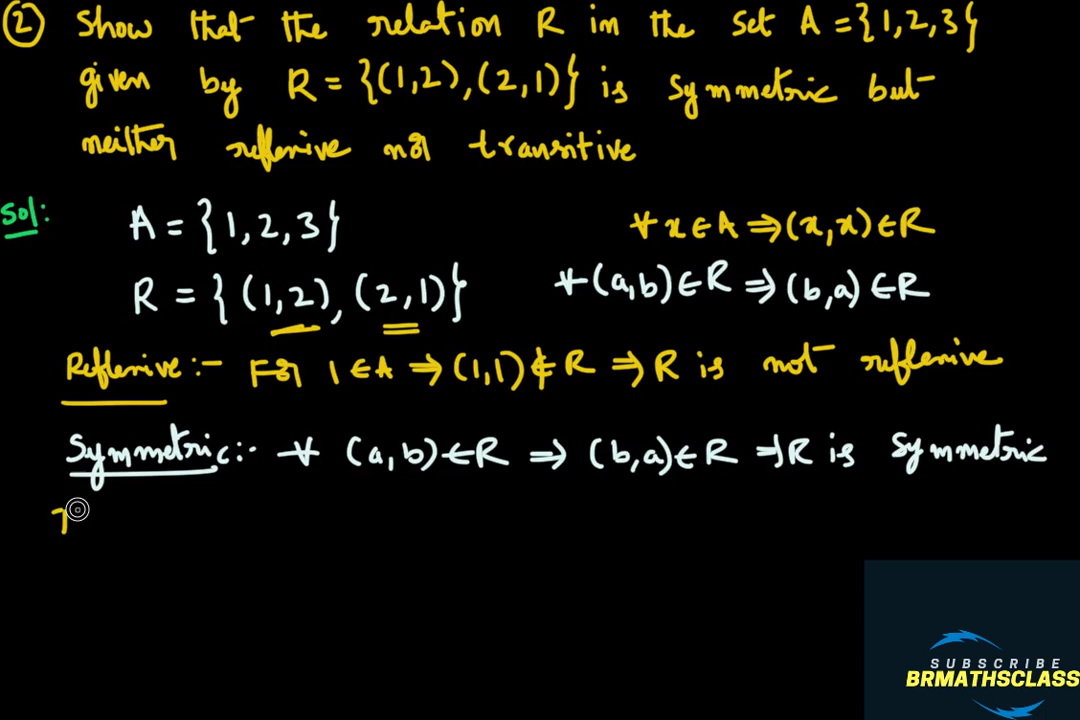 ② Show that the relation R in the set A = {1, 2, 3}
given by R = {(1,2), (2,1)} is symmetric but
neither reflexive nor transitive
Sol:
A = {1, 2, 3}
∀ x ∈ A ⇒ (x, x) ∈ R
R = {(1,2), (2,1)}
∀ (a,b) ∈ R ⇒ (b,a) ∈ R
Reflexive :- For 1 ∈ A ⇒ (1,1) ∉ R ⇒ R is not reflexive
Symmetric :- ∀ (a,b) ∈ R ⇒ (b,a) ∈ R ⇒ R is symmetric
SUBSCRIBE
BRMATHSCLASS